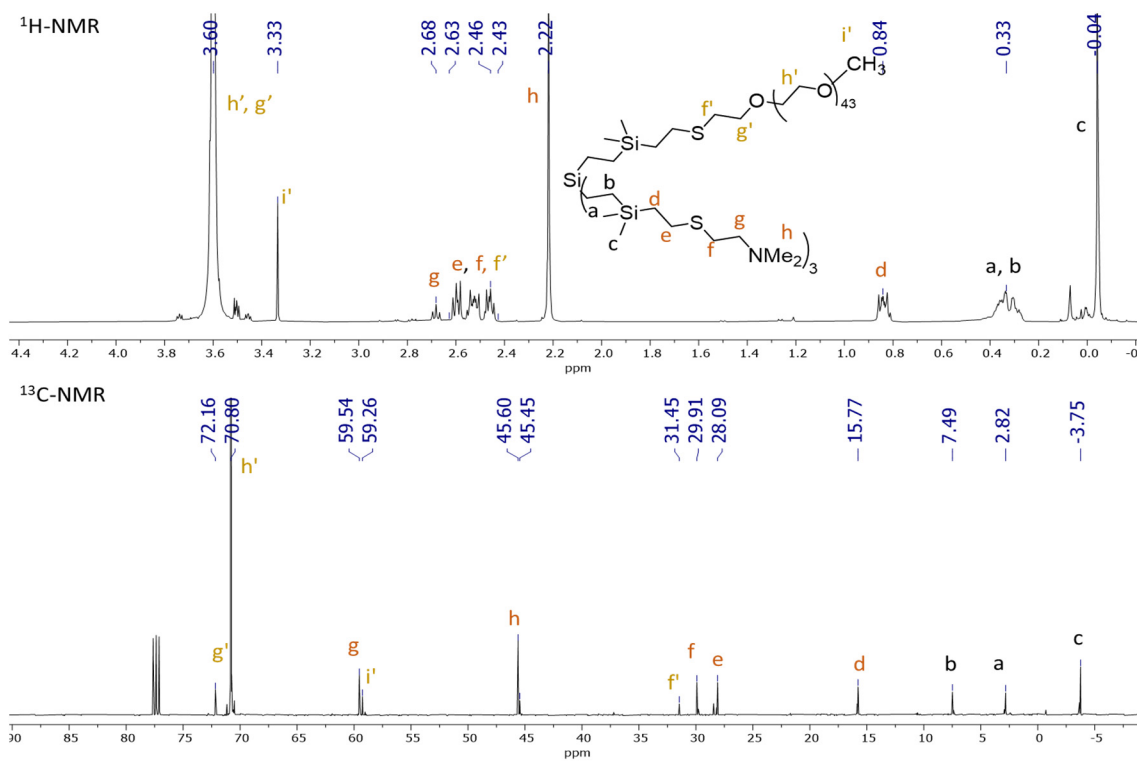 ¹H-NMR
3.60
3.33
2.68
2.63
2.46
2.43
2.22
0.84
0.33
-0.04
h’, g’
i'
g
e, f, f’
h
d
a, b
c
i'
h'
CH₃
O
O
43
f'
S
g'
Si
Si
b
a
Si
c
d
e
S
f
g
h
NMe₂
3
4.4 4.2 4.0 3.8 3.6 3.4 3.2 3.0 2.8 2.6 2.4 2.2 2.0 1.8 1.6 1.4 1.2 1.0 0.8 0.6 0.4 0.2 0.0 -0
ppm
¹³C-NMR
72.16
70.80
59.54
59.26
45.60
45.45
31.45
29.91
28.09
15.77
7.49
2.82
-3.75
h'
g'
g
i'
h
f'
f
e
d
b
a
c
90 85 80 75 70 65 60 55 50 45 40 35 30 25 20 15 10 5 0 -5
ppm